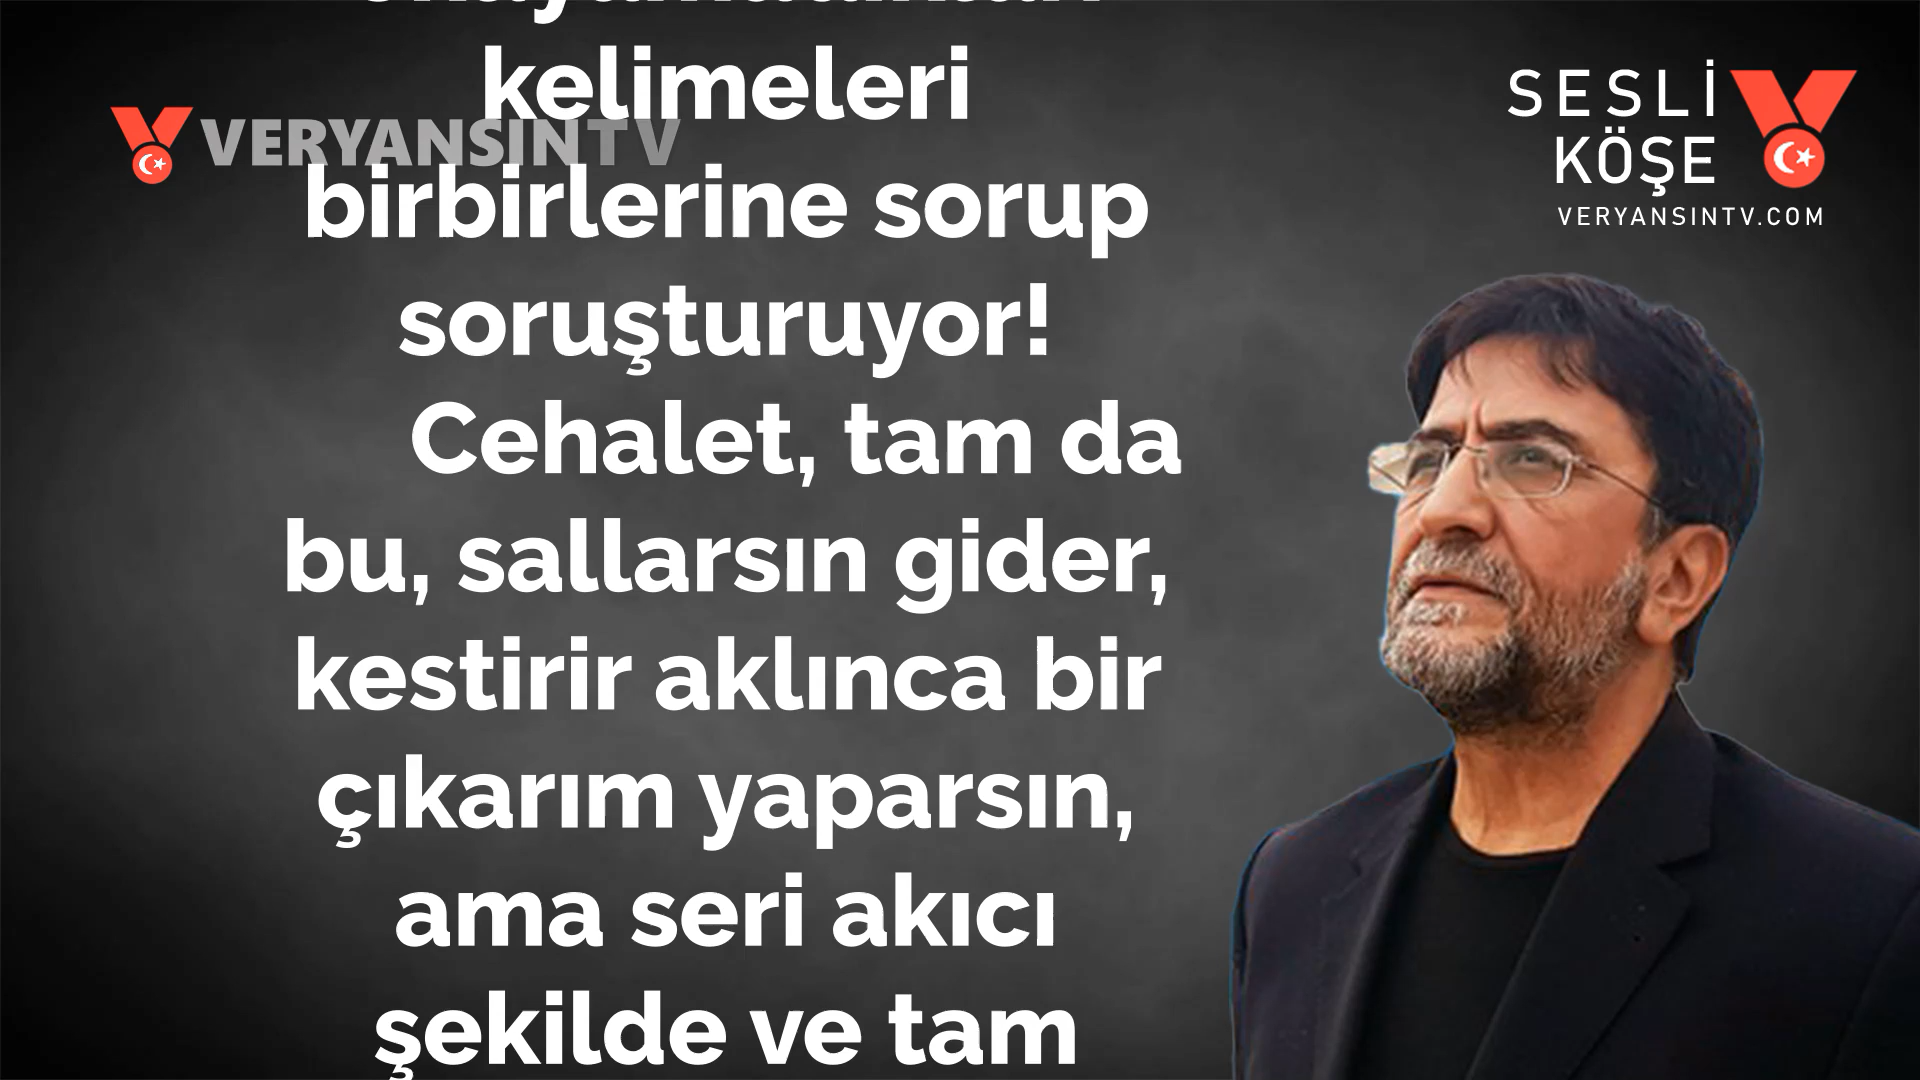 kelimeleri
birbirlerine sorup
soruşturuyor!
Cehalet, tam da
bu, sallarsın gider,
kestirir aklınca bir
çıkarım yaparsın,
ama seri akıcı
şekilde ve tam
VERYANSINTV
SESLİ
KÖŞE
VERYANSINTV.COM